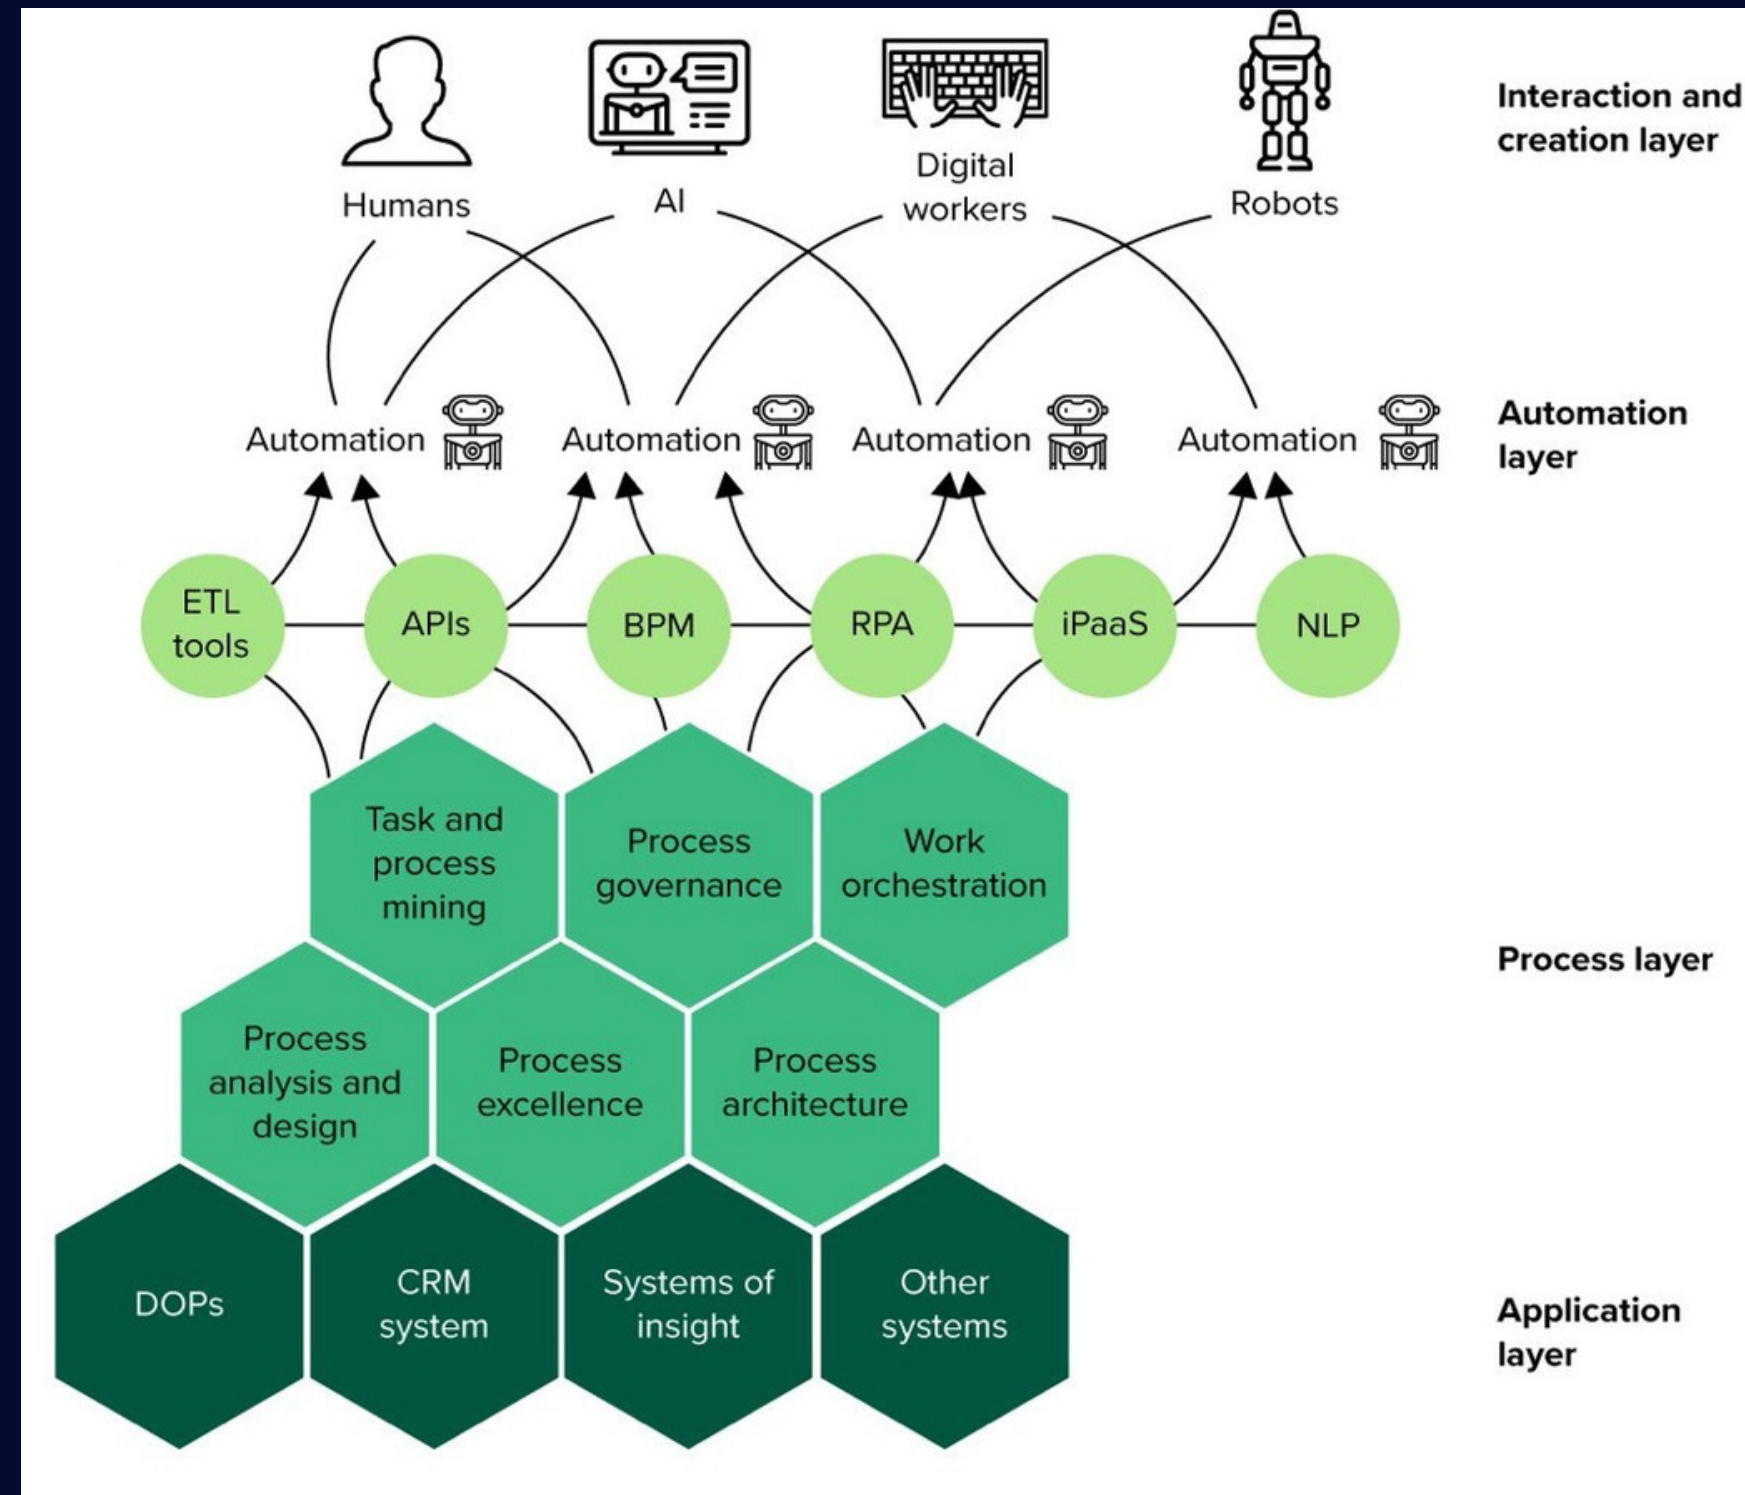 Humans
AI
Digital
workers
Robots
Interaction and
creation layer
Automation
Automation
Automation
Automation
Automation
layer
ETL
tools
APIs
BPM
RPA
iPaaS
NLP
Task and
process
mining
Process
governance
Work
orchestration
Process layer
Process
analysis and
design
Process
excellence
Process
architecture
DOPs
CRM
system
Systems of
insight
Other
systems
Application
layer